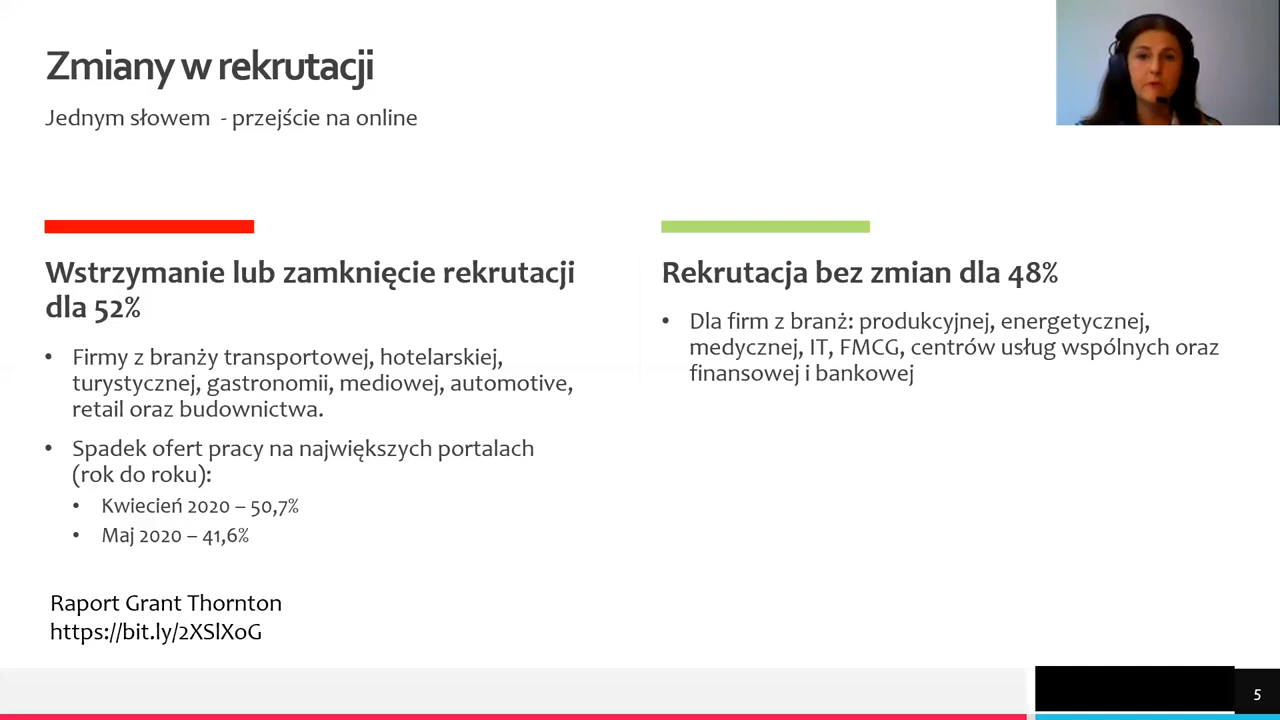 Zmiany w rekrutacji
Jednym słowem - przejście na online
Wstrzymanie lub zamknięcie rekrutacji
dla 52%
• Firmy z branży transportowej, hotelarskiej,
turystycznej, gastronomii, mediowej, automotive,
retail oraz budownictwa.
• Spadek ofert pracy na największych portalach
(rok do roku):
• Kwiecień 2020 – 50,7%
• Maj 2020 – 41,6%
Raport Grant Thornton
https://bit.ly/2XSlXoG
Rekrutacja bez zmian dla 48%
• Dla firm z branż: produkcyjnej, energetycznej,
medycznej, IT, FMCG, centrów usług wspólnych oraz
finansowej i bankowej
5